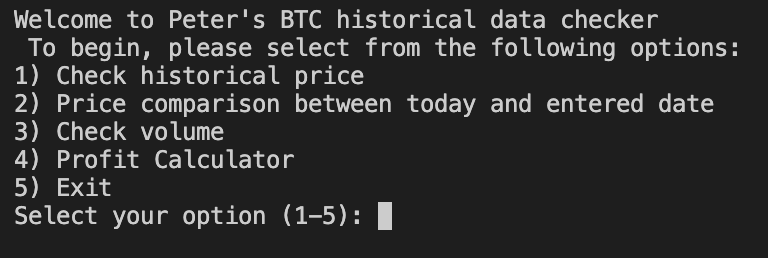 Welcome to Peter's BTC historical data checker
 To begin, please select from the following options:
1) Check historical price
2) Price comparison between today and entered date
3) Check volume
4) Profit Calculator
5) Exit
Select your option (1-5):